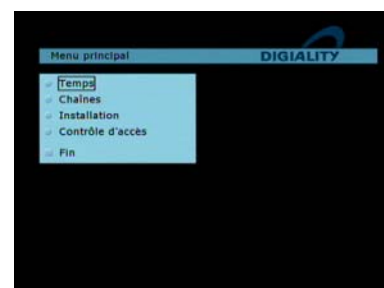 Menu principal
DIGIALITY
Temps
Chaînes
Installation
Contrôle d'accès
Fin